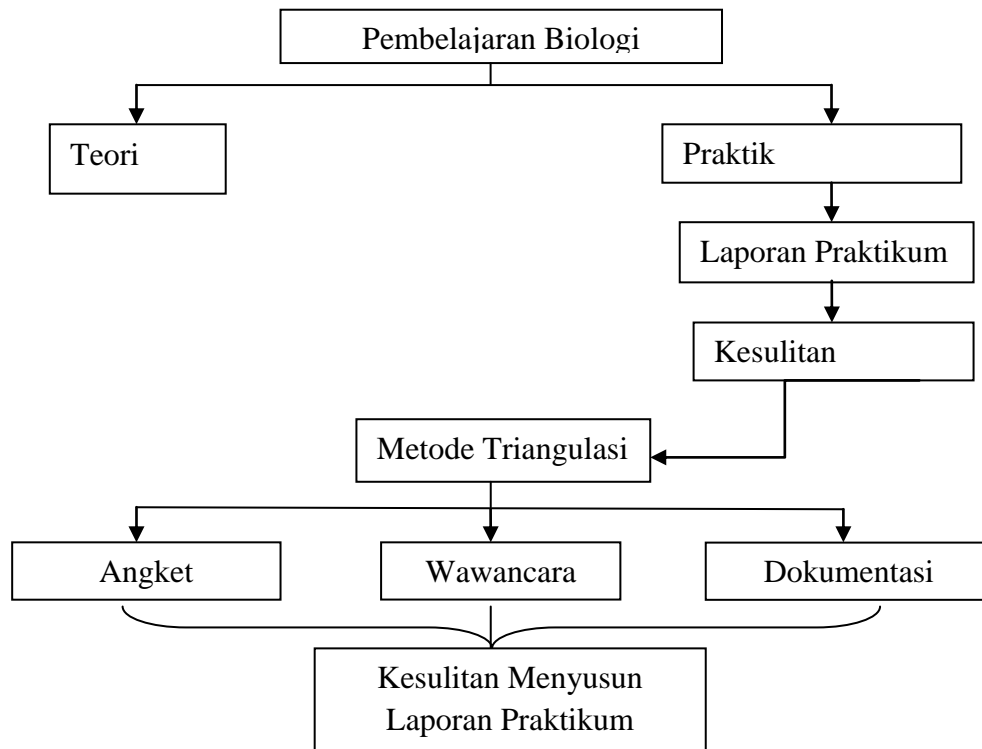 Pembelajaran Biologi
Teori
Praktik
Laporan Praktikum
Kesulitan
Metode Triangulasi
Angket
Wawancara
Dokumentasi
Kesulitan Menyusun
Laporan Praktikum